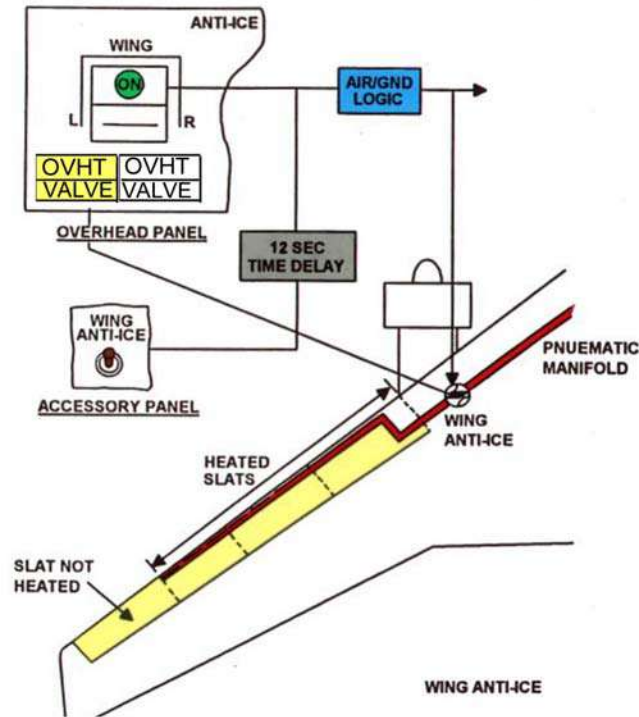 ANTI-ICE
WING
ON
L
R
OVHT
OVHT
VALVE
VALVE
OVERHEAD PANEL
AIR/GND
LOGIC
12 SEC
TIME DELAY
WING
ANTI-ICE
ACCESSORY PANEL
PNUEMATIC
MANIFOLD
WING
ANTI-ICE
HEATED
SLATS
SLAT NOT
HEATED
WING ANTI-ICE